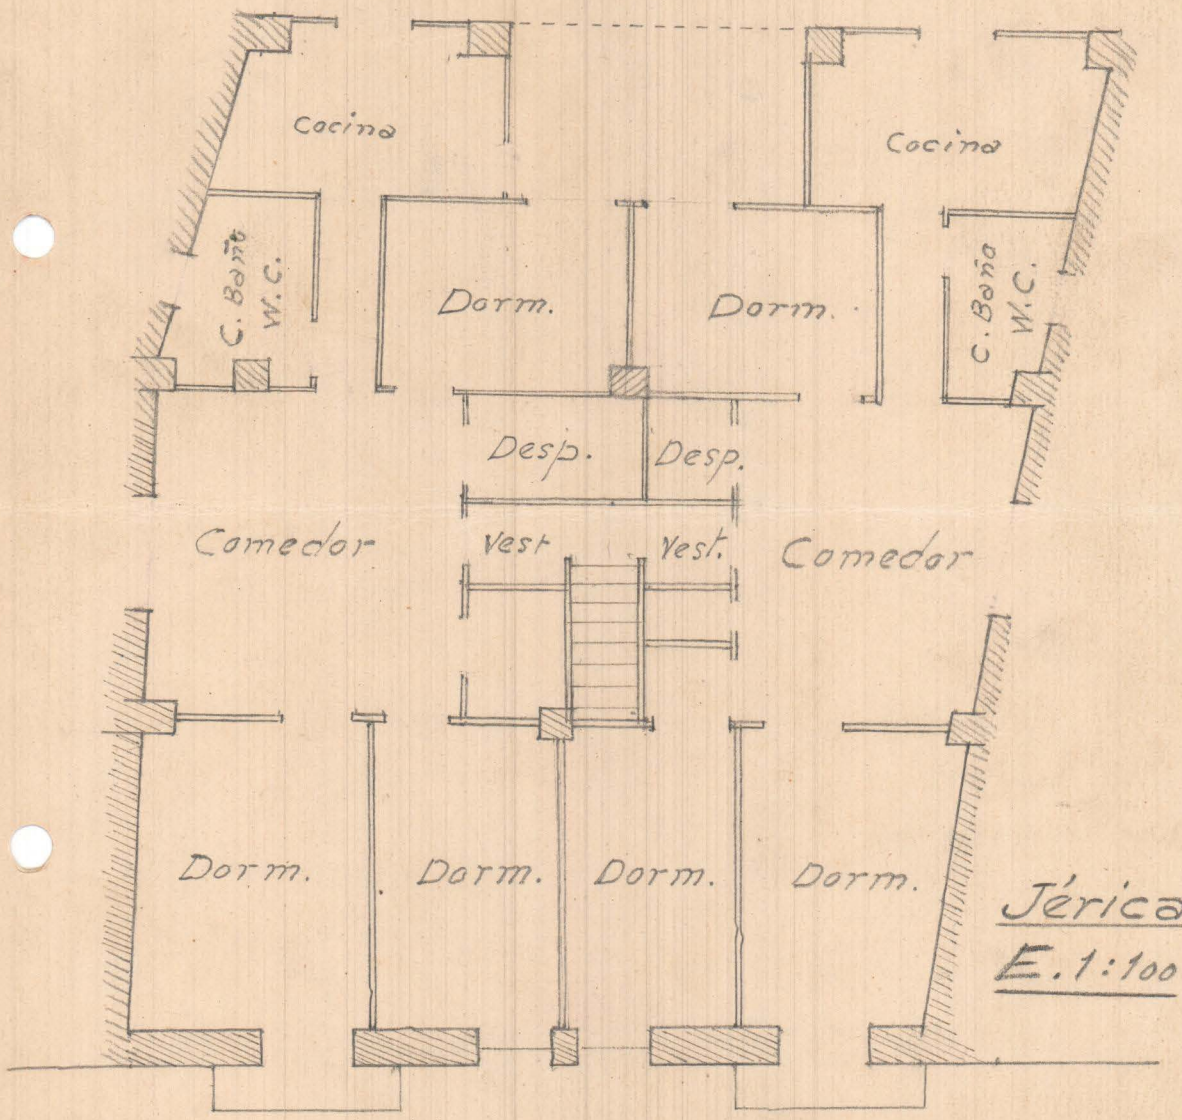 Cocina
Cocina
C. Baño
W.C.
Dorm.
Dorm.
C. Baño
W.C.
Desp.
Desp.
Comedor
Vest
Vest.
Comedor
Dorm.
Dorm.
Dorm.
Dorm.
Jérica
E. 1:100